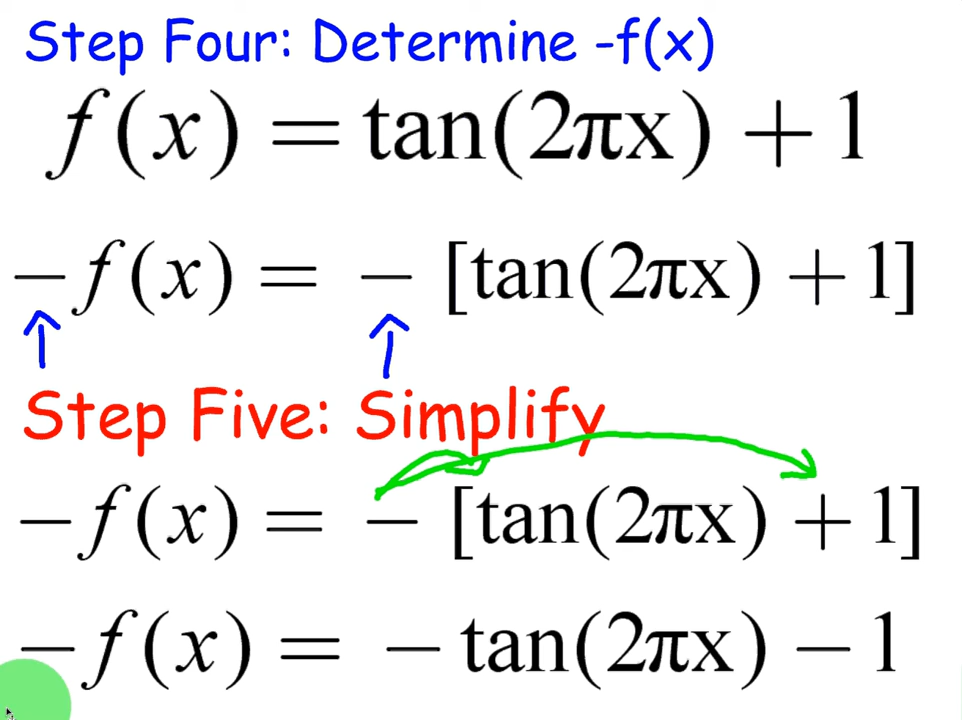 Step Four: Determine -f(x)
f(x) = tan(2πx) + 1
−f(x) = − [tan(2πx) + 1]
Step Five: Simplify
−f(x) = − [tan(2πx) + 1]
−f(x) = − tan(2πx) − 1